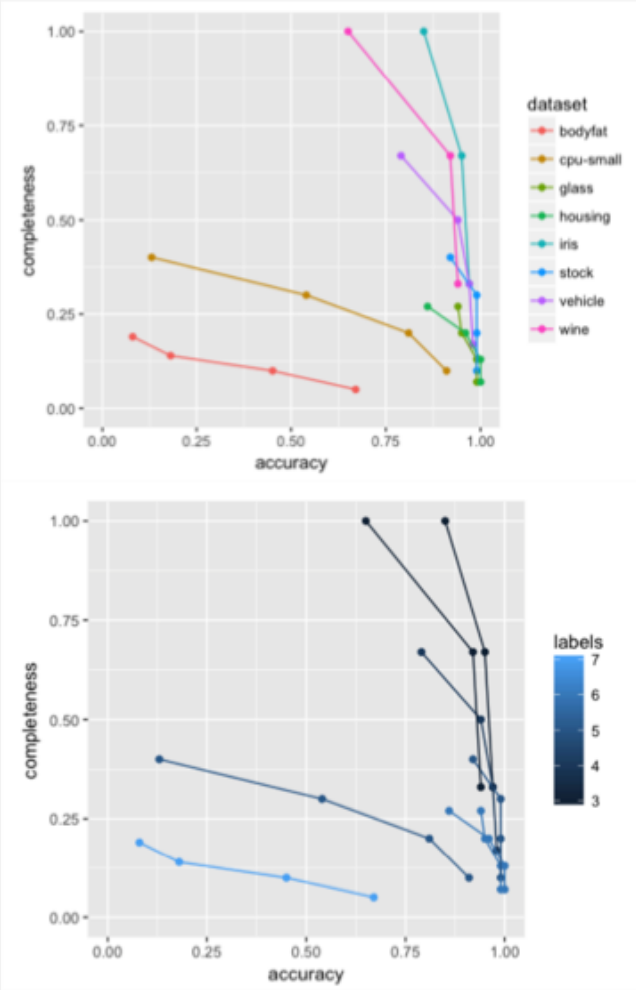 1.00
0.75
0.50
0.25
0.00
completeness
0.00 0.25 0.50 0.75 1.00
accuracy
dataset
bodyfat
cpu-small
glass
housing
iris
stock
vehicle
wine
1.00
0.75
0.50
0.25
0.00
completeness
0.00 0.25 0.50 0.75 1.00
accuracy
labels
7
6
5
4
3